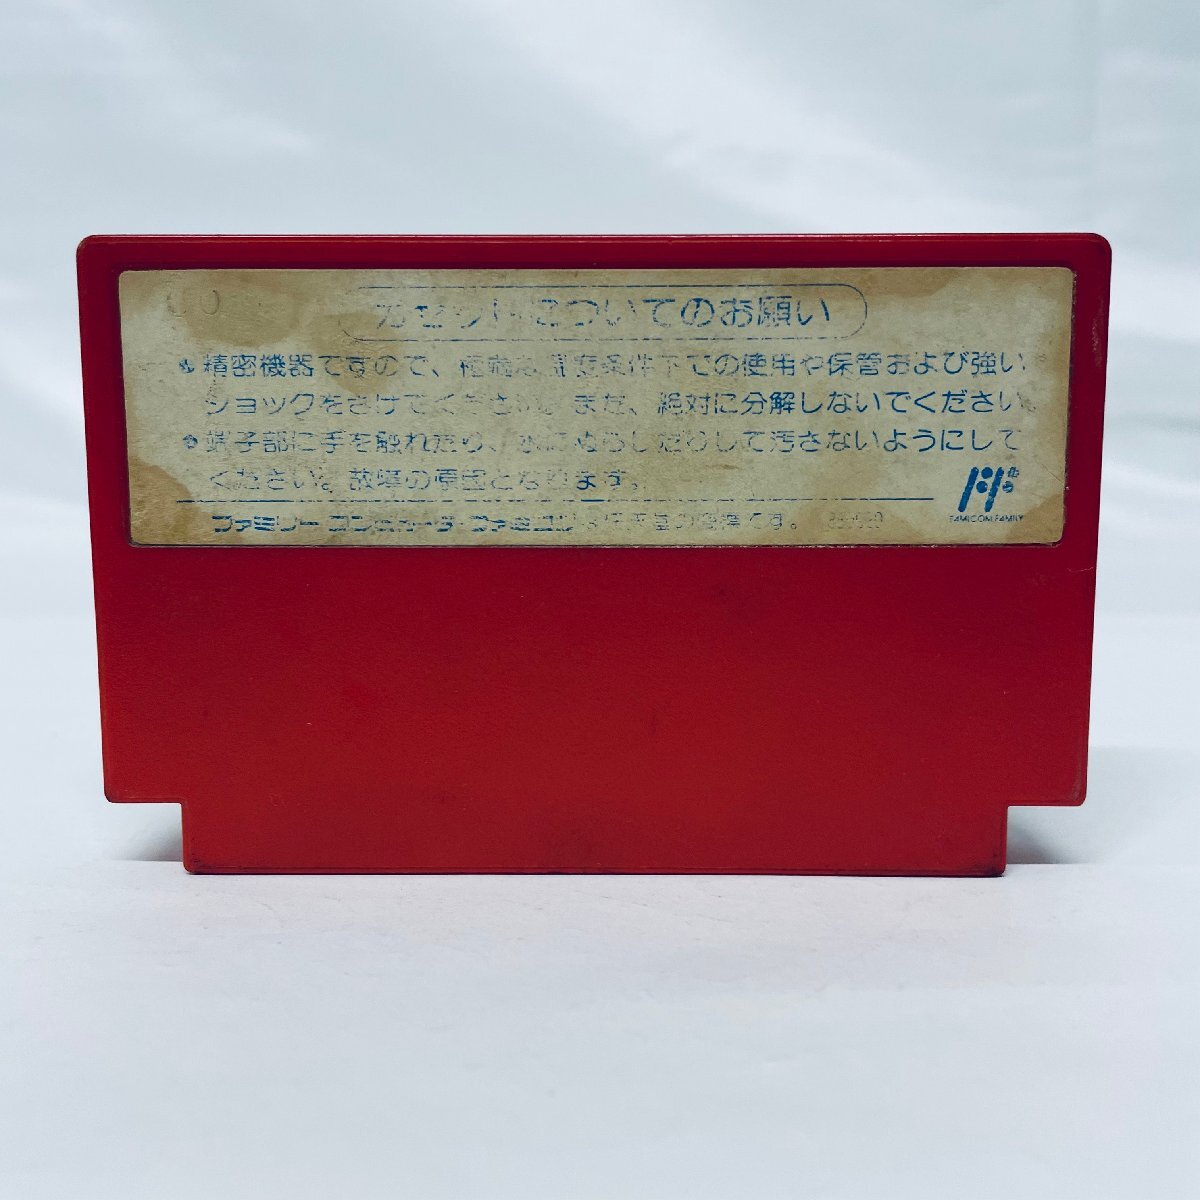 カセットについてのお願い
●精密機器ですので、極端な温度条件下での使用や保管および強い
ショックをさけてください。また、絶対に分解しないでください。
●端子部に手を触れたり、水にぬらしたりして汚さないようにして
ください。故障の原因となります。
ファミリーコンピュータ・ファミコンは任天堂の商標です。
FAMICOM FAMILY